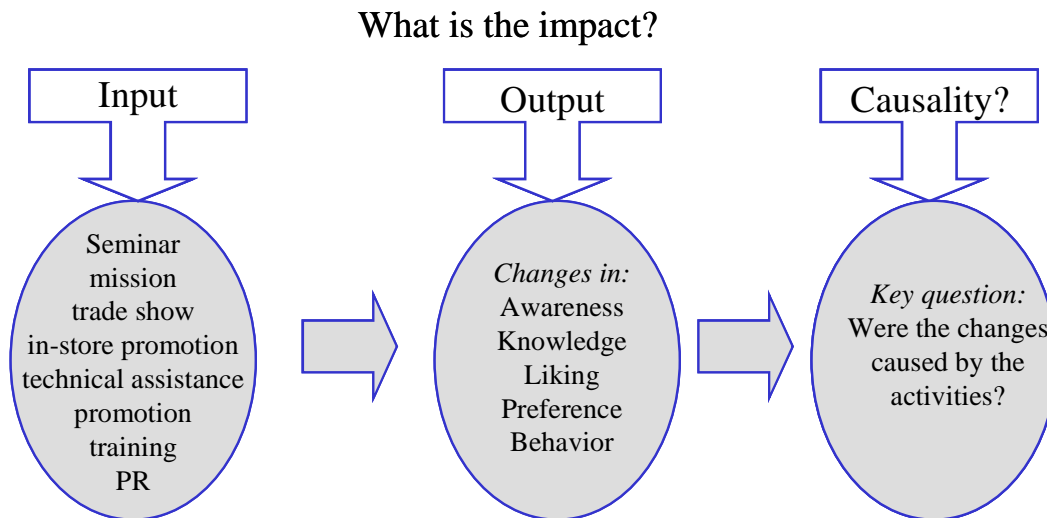 What is the impact?
Input
Output
Causality?
Seminar
mission
trade show
in-store promotion
technical assistance
promotion
training
PR
Changes in:
Awareness
Knowledge
Liking
Preference
Behavior
Key question:
Were the changes
caused by the
activities?